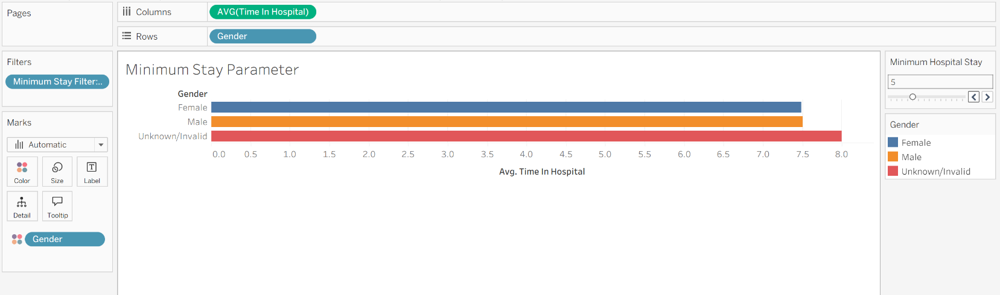 Pages
Columns
AVG(Time In Hospital)
Rows
Gender
Filters
Minimum Stay Filter:..
Marks
Automatic
Color
Size
Label
Detail
Tooltip
Gender
Minimum Stay Parameter
Gender
Female
Male
Unknown/Invalid
0.0 0.5 1.0 1.5 2.0 2.5 3.0 3.5 4.0 4.5 5.0 5.5 6.0 6.5 7.0 7.5 8.0
Avg. Time In Hospital
Minimum Hospital Stay
5
Gender
Female
Male
Unknown/Invalid